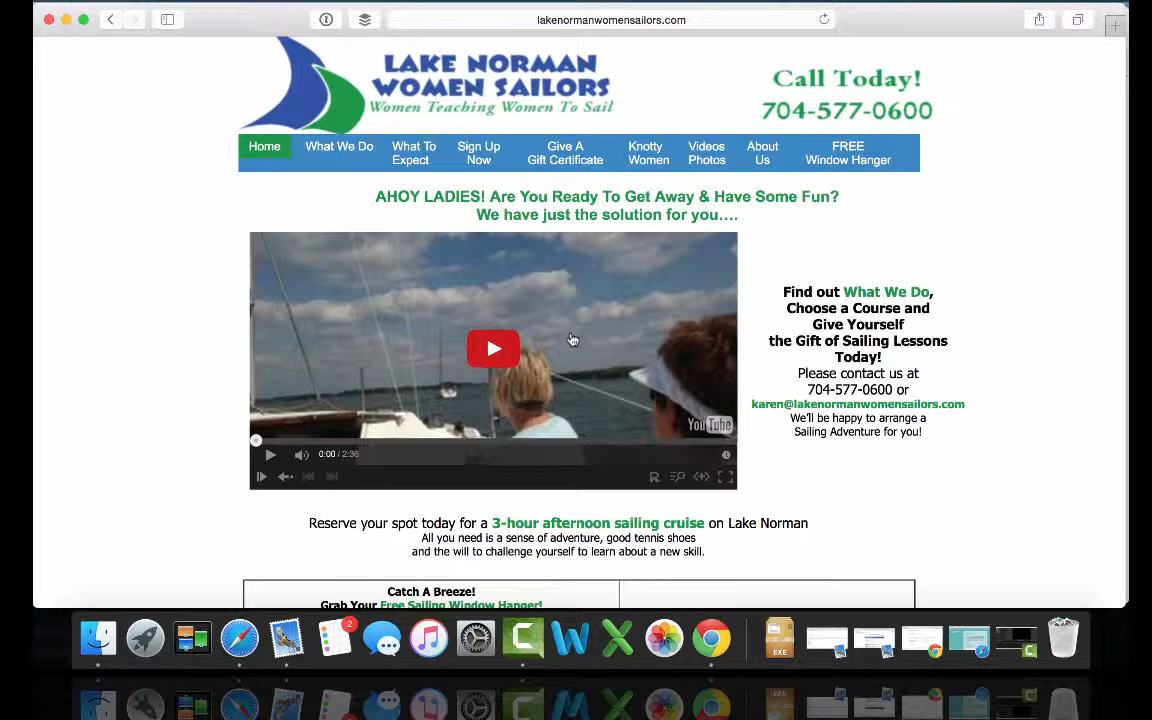 lakenormanwomensailors.com
LAKE NORMAN
WOMEN SAILORS
Women Teaching Women To Sail
Call Today!
704-577-0600
Home
What We Do
What To
Expect
Sign Up
Now
Give A
Gift Certificate
Knotty
Women
Videos
Photos
About
Us
FREE
Window Hanger
AHOY LADIES! Are You Ready To Get Away & Have Some Fun?
We have just the solution for you....
YouTube
0:00 / 2:36
Find out What We Do,
Choose a Course and
Give Yourself
the Gift of Sailing Lessons
Today!
Please contact us at
704-577-0600 or
karen@lakenormanwomensailors.com
We'll be happy to arrange a
Sailing Adventure for you!
Reserve your spot today for a 3-hour afternoon sailing cruise on Lake Norman
All you need is a sense of adventure, good tennis shoes
and the will to challenge yourself to learn about a new skill.
Catch A Breeze!
Grab Your Free Sailing Window Hanger!
2
EXE